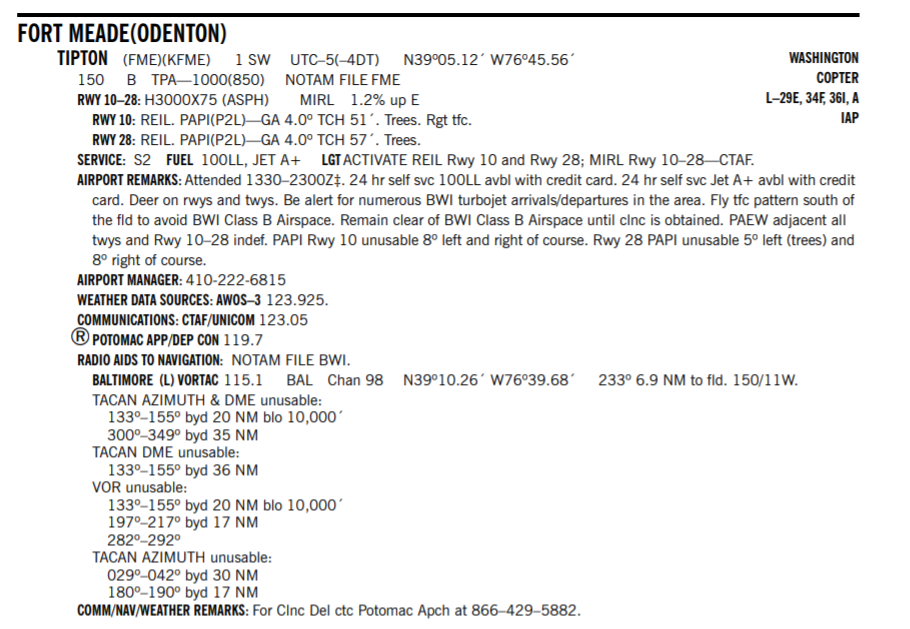 FORT MEADE(ODENTON)
TIPTON (FME)(KFME) 1 SW UTC–5(–4DT) N39º05.12´ W76º45.56´ WASHINGTON
150 B TPA—1000(850) NOTAM FILE FME COPTER
RWY 10–28: H3000X75 (ASPH) MIRL 1.2% up E L–29E, 34F, 36I, A
RWY 10: REIL. PAPI(P2L)—GA 4.0º TCH 51´. Trees. Rgt tfc. IAP
RWY 28: REIL. PAPI(P2L)—GA 4.0º TCH 57´. Trees.
SERVICE: S2 FUEL 100LL, JET A+ LGT ACTIVATE REIL Rwy 10 and Rwy 28; MIRL Rwy 10–28—CTAF.
AIRPORT REMARKS: Attended 1330–2300Z‡. 24 hr self svc 100LL avbl with credit card. 24 hr self svc Jet A+ avbl with credit
card. Deer on rwys and twys. Be alert for numerous BWI turbojet arrivals/departures in the area. Fly tfc pattern south of
the fld to avoid BWI Class B Airspace. Remain clear of BWI Class B Airspace until clnc is obtained. PAEW adjacent all
twys and Rwy 10–28 indef. PAPI Rwy 10 unusable 8º left and right of course. Rwy 28 PAPI unusable 5º left (trees) and
8º right of course.
AIRPORT MANAGER: 410-222-6815
WEATHER DATA SOURCES: AWOS–3 123.925.
COMMUNICATIONS: CTAF/UNICOM 123.05
Ⓡ POTOMAC APP/DEP CON 119.7
RADIO AIDS TO NAVIGATION: NOTAM FILE BWI.
BALTIMORE (L) VORTAC 115.1 BAL Chan 98 N39º10.26´ W76º39.68´ 233º 6.9 NM to fld. 150/11W.
TACAN AZIMUTH & DME unusable:
133º–155º byd 20 NM blo 10,000´
300º–349º byd 35 NM
TACAN DME unusable:
133º–155º byd 36 NM
VOR unusable:
133º–155º byd 20 NM blo 10,000´
197º–217º byd 17 NM
282º–292º
TACAN AZIMUTH unusable:
029º–042º byd 30 NM
180º–190º byd 17 NM
COMM/NAV/WEATHER REMARKS: For Clnc Del ctc Potomac Apch at 866–429–5882.